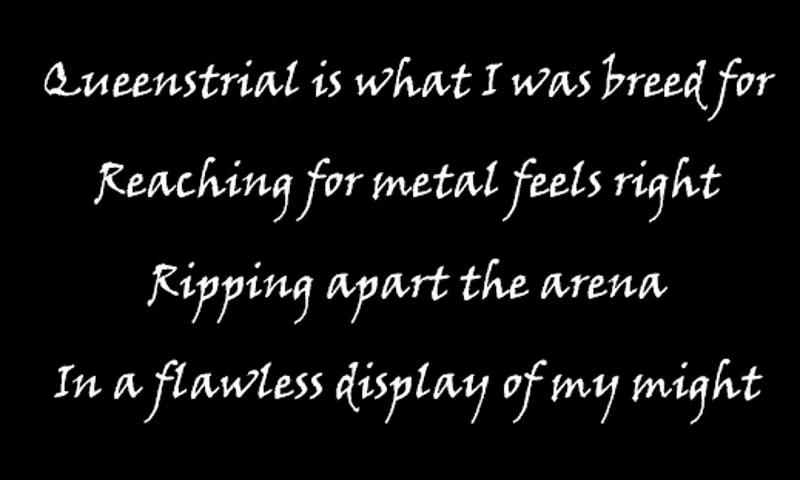 Queenstrial is what I was breed for
Reaching for metal feels right
Ripping apart the arena
In a flawless display of my might